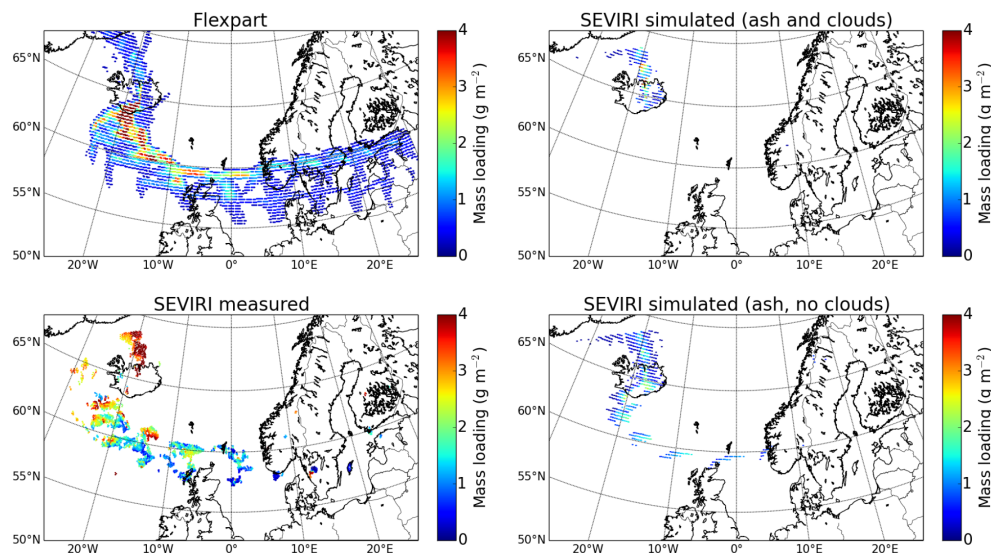 Flexpart
65°N
60°N
55°N
50°N
20°W
10°W
0°
10°E
20°E
4
3
2
1
0
Mass loading (g m⁻²)
SEVIRI simulated (ash and clouds)
65°N
60°N
55°N
50°N
20°W
10°W
0°
10°E
20°E
4
3
2
1
0
Mass loading (g m⁻²)
SEVIRI measured
65°N
60°N
55°N
50°N
20°W
10°W
0°
10°E
20°E
4
3
2
1
0
Mass loading (g m⁻²)
SEVIRI simulated (ash, no clouds)
65°N
60°N
55°N
50°N
20°W
10°W
0°
10°E
20°E
4
3
2
1
0
Mass loading (g m⁻²)